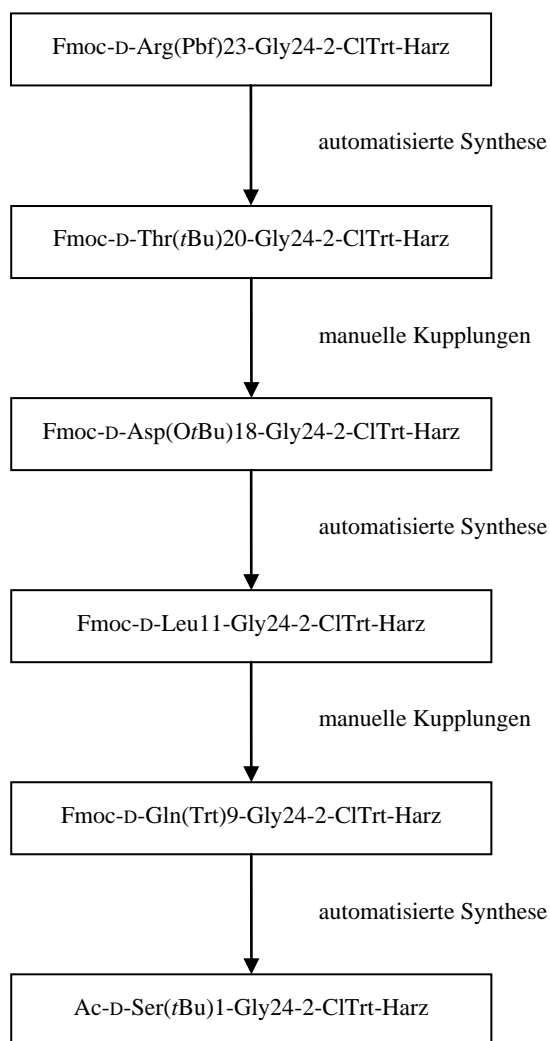 Fmoc-D-Arg(Pbf)23-Gly24-2-ClTrt-Harz
automatisierte Synthese
Fmoc-D-Thr(tBu)20-Gly24-2-ClTrt-Harz
manuelle Kupplungen
Fmoc-D-Asp(OtBu)18-Gly24-2-ClTrt-Harz
automatisierte Synthese
Fmoc-D-Leu11-Gly24-2-ClTrt-Harz
manuelle Kupplungen
Fmoc-D-Gln(Trt)9-Gly24-2-ClTrt-Harz
automatisierte Synthese
Ac-D-Ser(tBu)1-Gly24-2-ClTrt-Harz